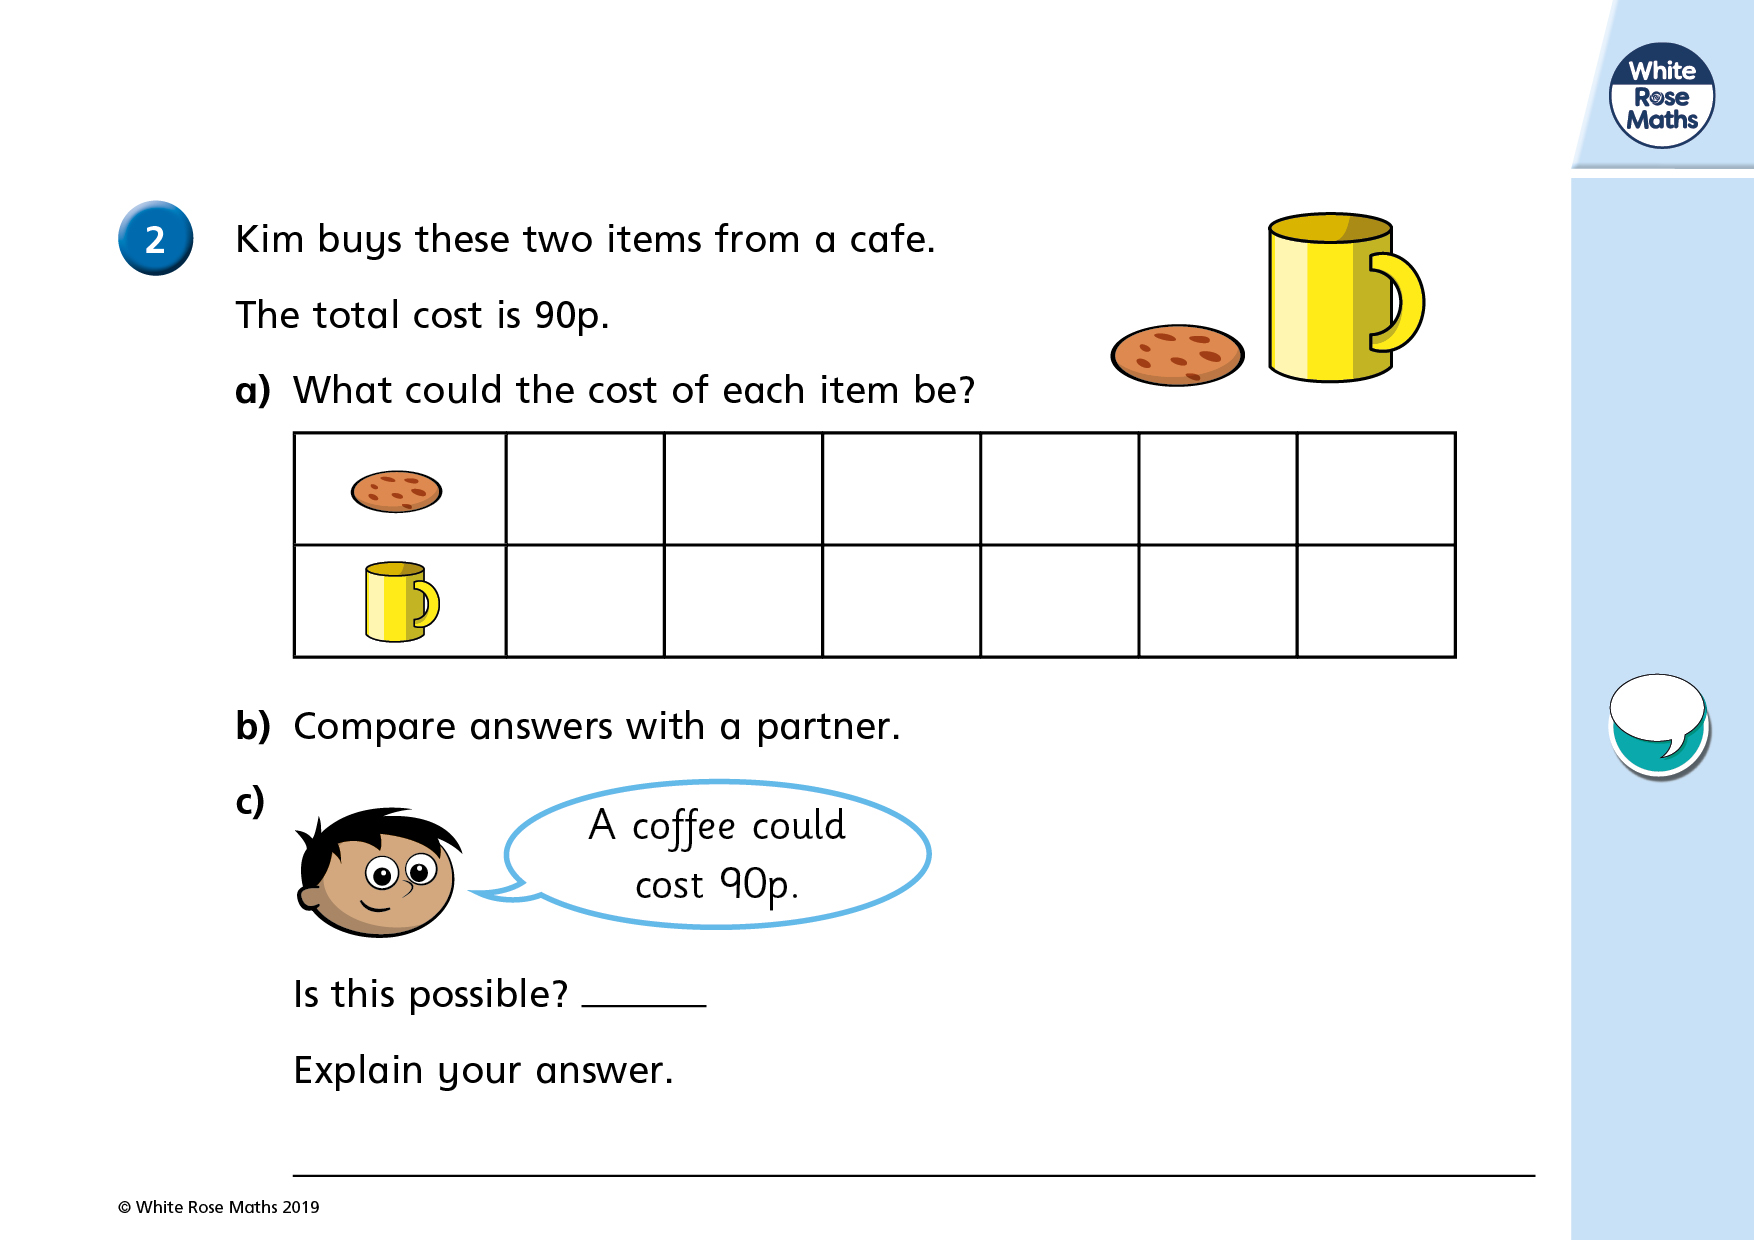 White
Rose
Maths
2 Kim buys these two items from a cafe.
The total cost is 90p.
a) What could the cost of each item be?
b) Compare answers with a partner.
c)
A coffee could
cost 90p.
Is this possible?
Explain your answer.
© White Rose Maths 2019